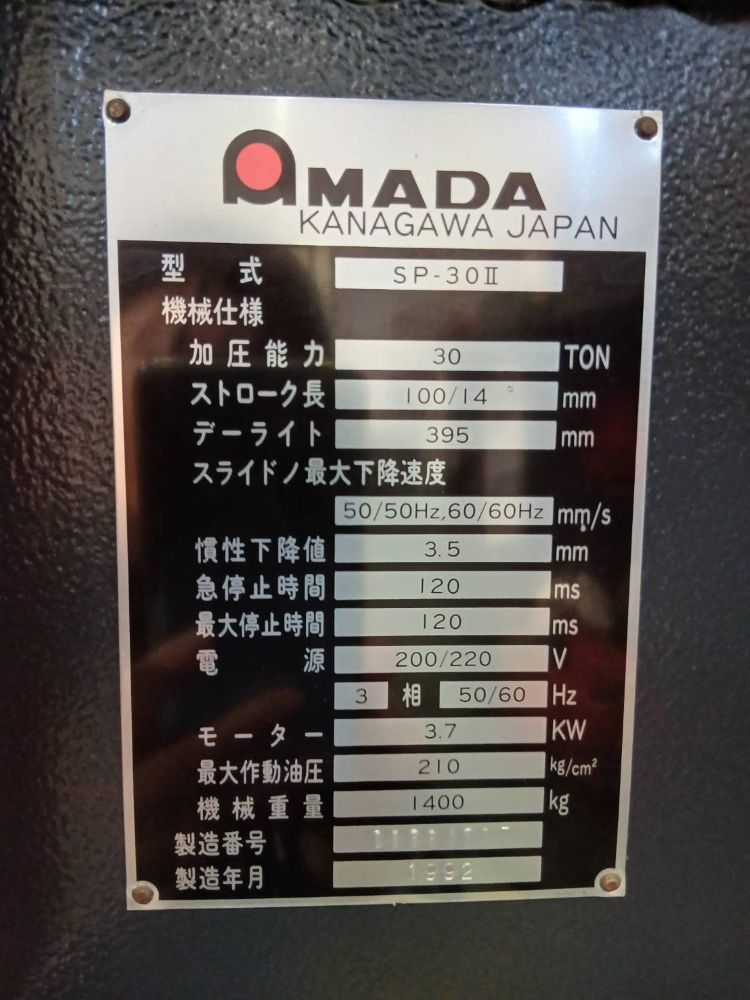 AMADA
KANAGAWA JAPAN
型式 SP-30Ⅱ
機械仕様
加圧能力 30 TON
ストローク長 100/14 mm
デーライト 395 mm
スライドノ最大下降速度
50/50Hz,60/60Hz mm/s
慣性下降値 3.5 mm
急停止時間 120 ms
最大停止時間 120 ms
電源 200/220 V
3 相 50/60 Hz
モーター 3.7 KW
最大作動油圧 210 kg/cm²
機械重量 1400 kg
製造番号
製造年月 1992